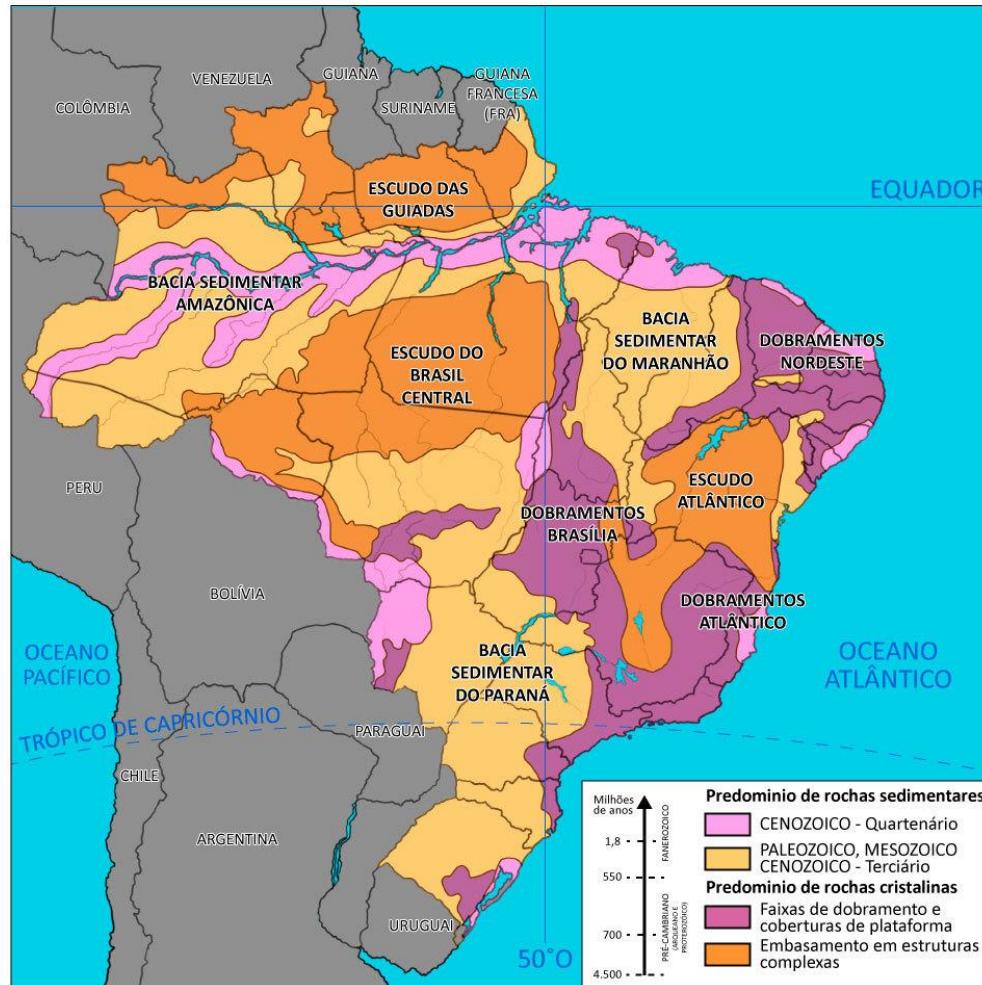 VENEZUELA
GUIANA
GUIANA
FRANCESA
(FRA)
COLÔMBIA
SURINAME
ESCUDO DAS
GUIADAS
EQUADOR
BACIA SEDIMENTAR
AMAZÔNICA
BACIA
SEDIMENTAR
DO MARANHÃO
DOBRAMENTOS
NORDESTE
ESCUDO DO
BRASIL
CENTRAL
PERU
ESCUDO
ATLÂNTICO
DOBRAMENTOS
BRASÍLIA
BOLÍVIA
DOBRAMENTOS
ATLÂNTICO
OCEANO
PACÍFICO
BACIA
SEDIMENTAR
DO PARANÁ
OCEANO
ATLÂNTICO
TRÓPICO DE CAPRICÓRNIO
PARAGUAI
CHILE
ARGENTINA
URUGUAI
50°O
Milhões
de anos
1,8
550
700
4.500
FANEROZOICO
PRÉ-CAMBRIANO
(ARQUEANO E
PROTEROZÓICO)
Predominio de rochas sedimentares
CENOZOICO - Quartenário
PALEOZOICO, MESOZOICO
CENOZOICO - Terciário
Predominio de rochas cristalinas
Faixas de dobramento e
coberturas de plataforma
Embasamento em estruturas
complexas